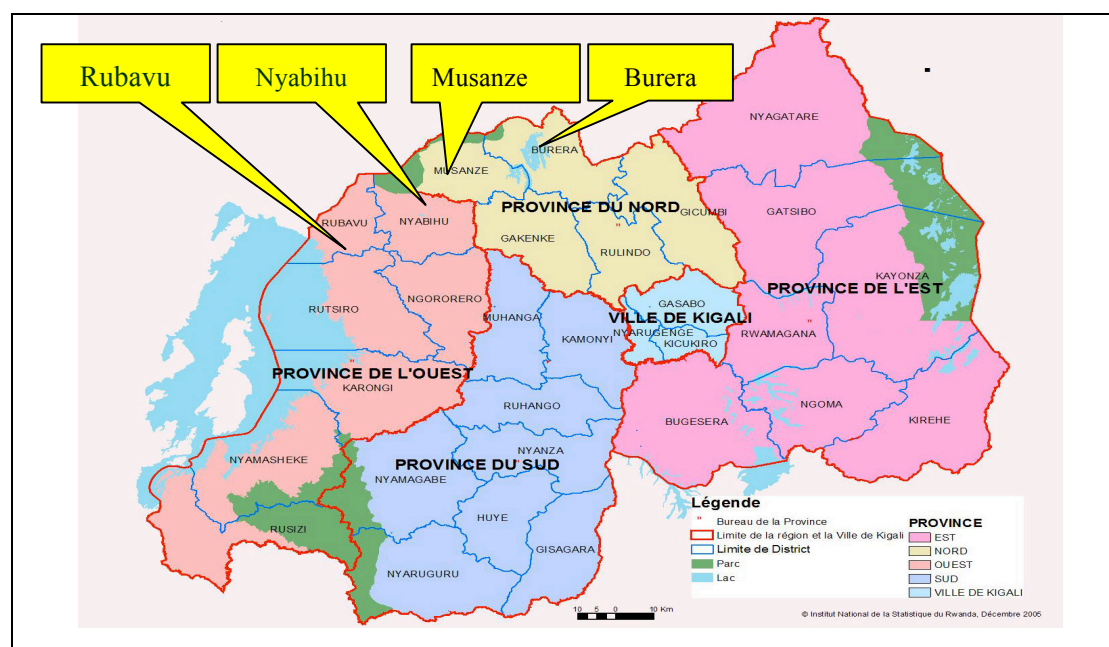 Rubavu
Nyabihu
Musanze
Burera
NYAGATARE
BURERA
MUSANZE
NYABIHU
RUBAVU
PROVINCE DU NORD
GICUMBI
GATSIBO
GAKENKE
"
RULINDO
KAYONZA
PROVINCE DE L'EST
NGORORERO
RUTSIRO
GASABO
MUHANGA
VILLE DE KIGALI
"
NYARUGENGE
RWAMAGANA
KAMONYI
KICUKIRO
"
PROVINCE DE L'OUEST
KARONGI
RUHANGO
NGOMA
BUGESERA
KIREHE
NYANZA
NYAMASHEKE
PROVINCE DU SUD
NYAMAGABE
HUYE
RUSIZI
GISAGARA
NYARUGURU
Légende
" Bureau de la Province
Limite de la région et la Ville de Kigali
Limite de District
Parc
Lac
PROVINCE
EST
NORD
OUEST
SUD
VILLE DE KIGALI
10 5 0 10 Km
© Institut National de la Statistique du Rwanda, Décembre 2005